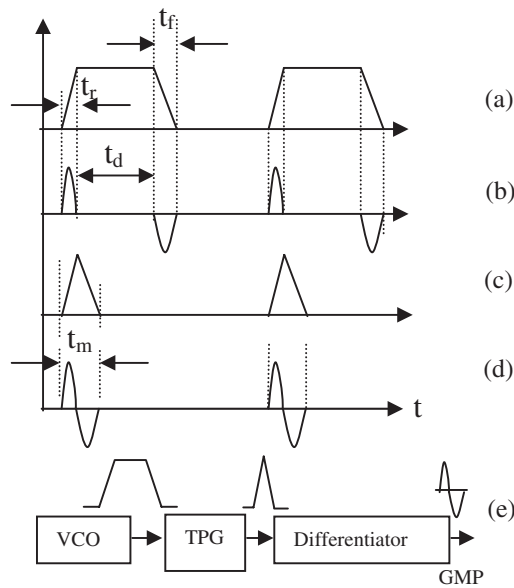 t_f
(a)
t_r
t_d
(b)
(c)
t_m
(d)
t
(e)
VCO
TPG
Differentiator
GMP